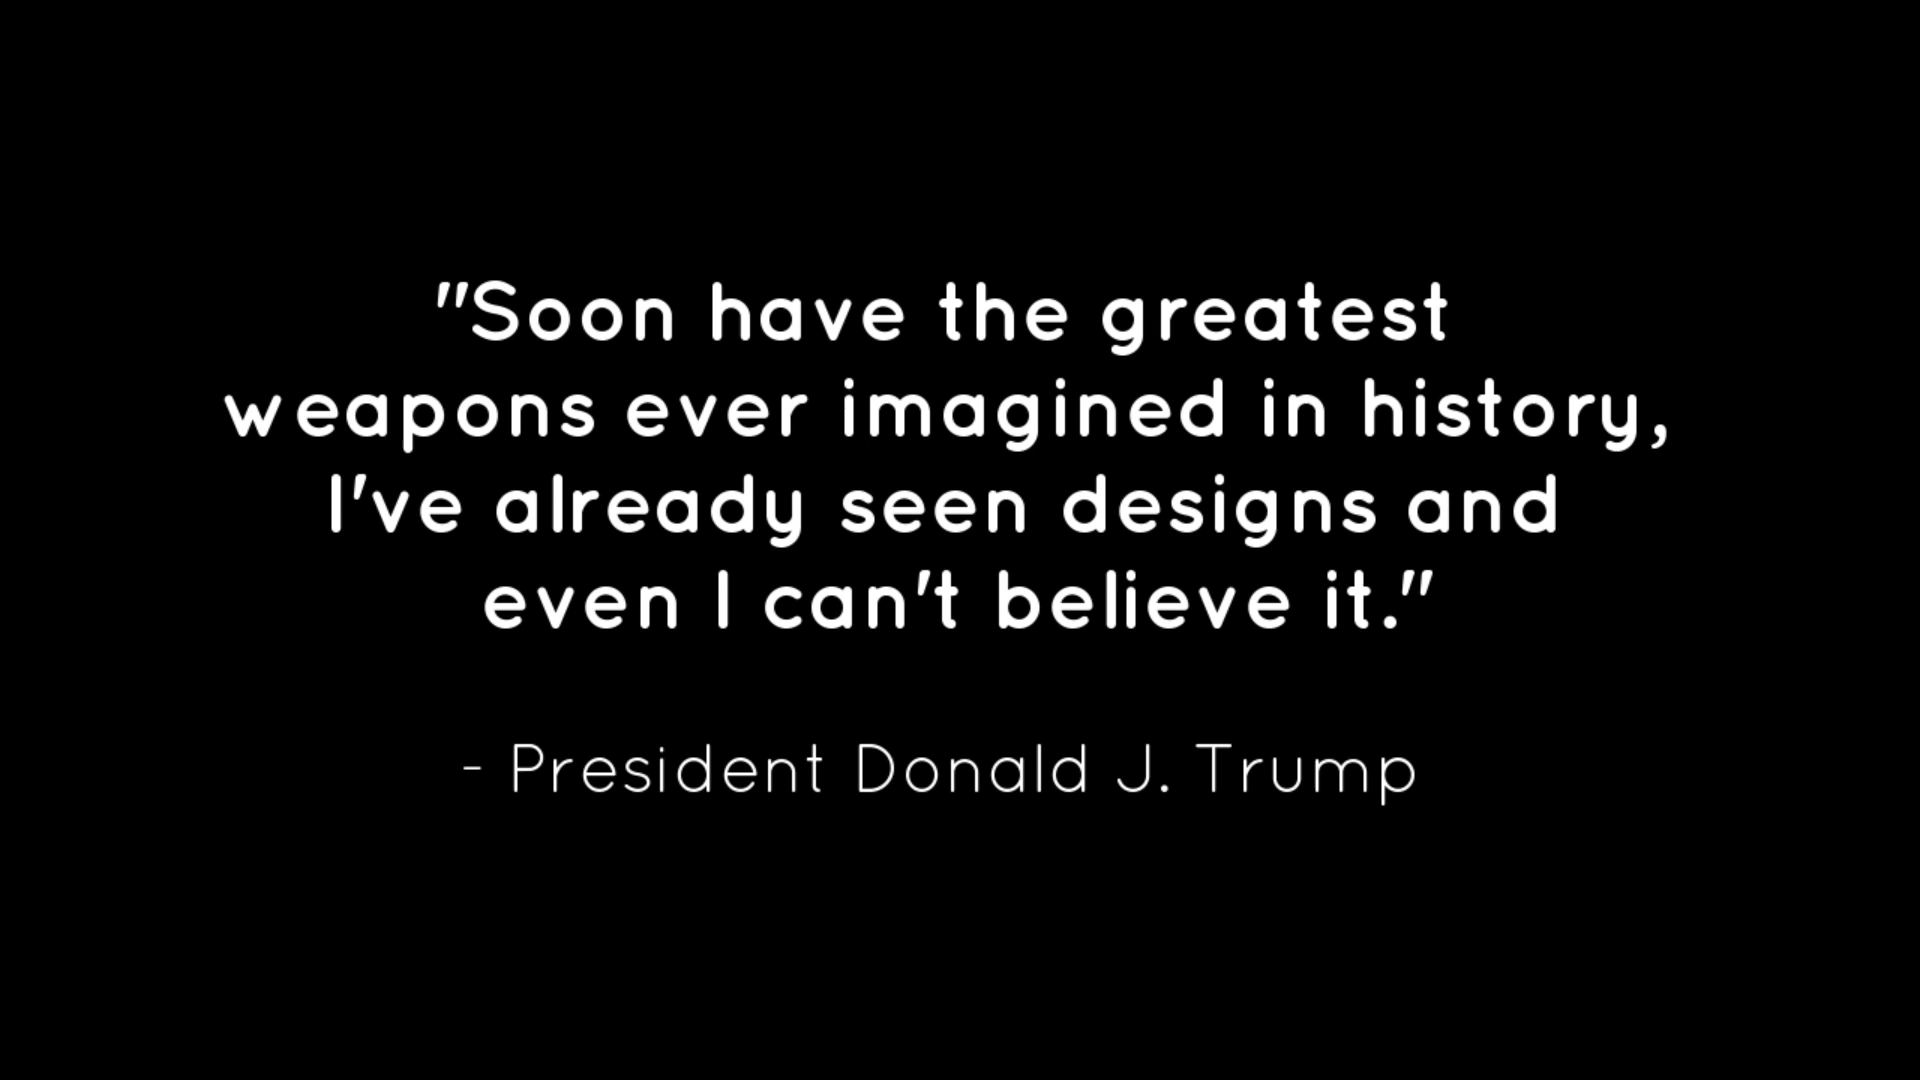 "Soon have the greatest
weapons ever imagined in history,
I've already seen designs and
even I can't believe it."
- President Donald J. Trump